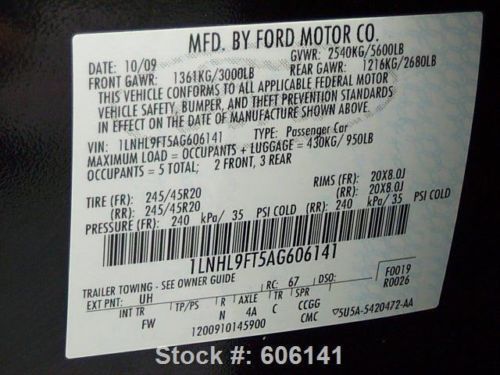 MFD. BY FORD MOTOR CO.
DATE: 10/09 GVWR: 2540KG/5600LB
FRONT GAWR: 1361KG/3000LB REAR GAWR: 1216KG/2680LB
THIS VEHICLE CONFORMS TO ALL APPLICABLE FEDERAL MOTOR
VEHICLE SAFETY, BUMPER, AND THEFT PREVENTION STANDARDS
IN EFFECT ON THE DATE OF MANUFACTURE SHOWN ABOVE.
VIN: 1LNHL9FT5AG606141 TYPE: Passenger Car
MAXIMUM LOAD = OCCUPANTS + LUGGAGE = 430KG/ 950LB
OCCUPANTS = 5 TOTAL; 2 FRONT, 3 REAR
TIRE (FR): 245/45R20 RIMS (FR): 20X8.0J
(RR): 245/45R20 (RR): 20X8.0J
PRESSURE (FR): 240 kPa/ 35 PSI COLD (RR): 240 kPa/ 35 PSI COLD
1LNHL9FT5AG606141
TRAILER TOWING - SEE OWNER GUIDE RC: 67 DSO: F0019
EXT PNT: UH R0026
INT TR TP/PS R AXLE TR SPR
FW N 4A C CCGG
1200910145900 CMC 5U5A-5420472-AA
Stock #: 606141